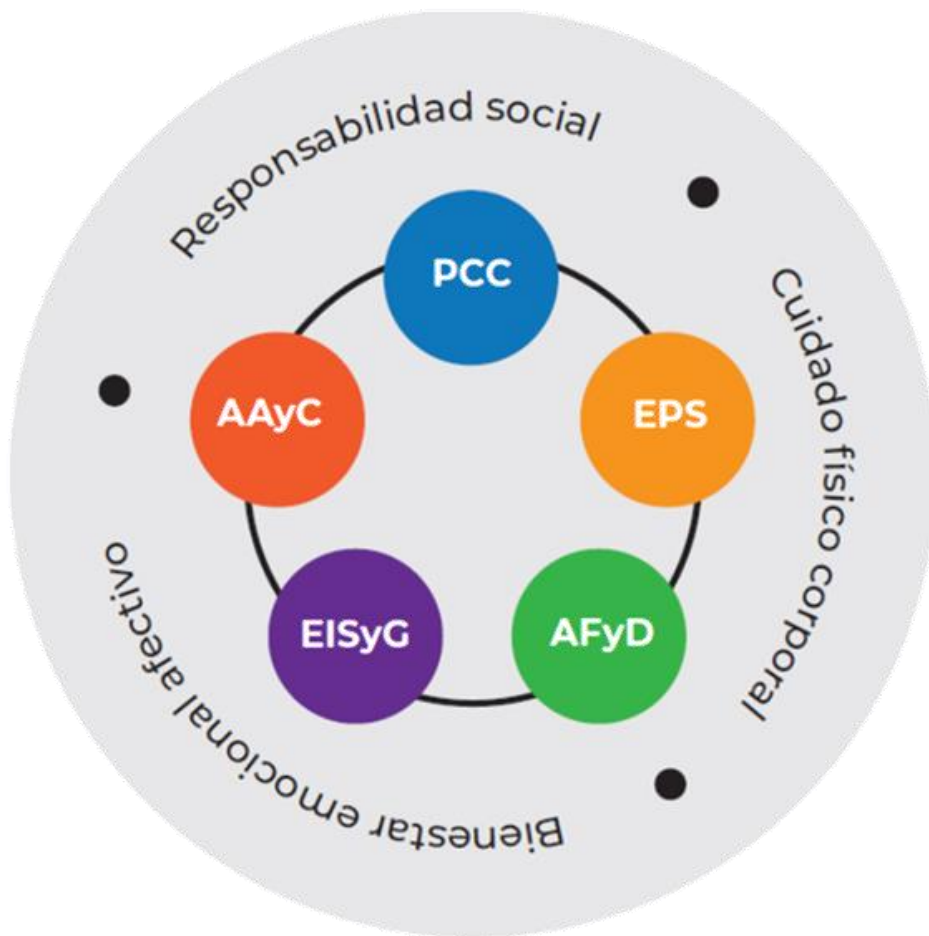 Responsabilidad social
Cuidado físico corporal
Bienestar emocional afectivo
PCC
EPS
AFyD
EISyG
AAyC